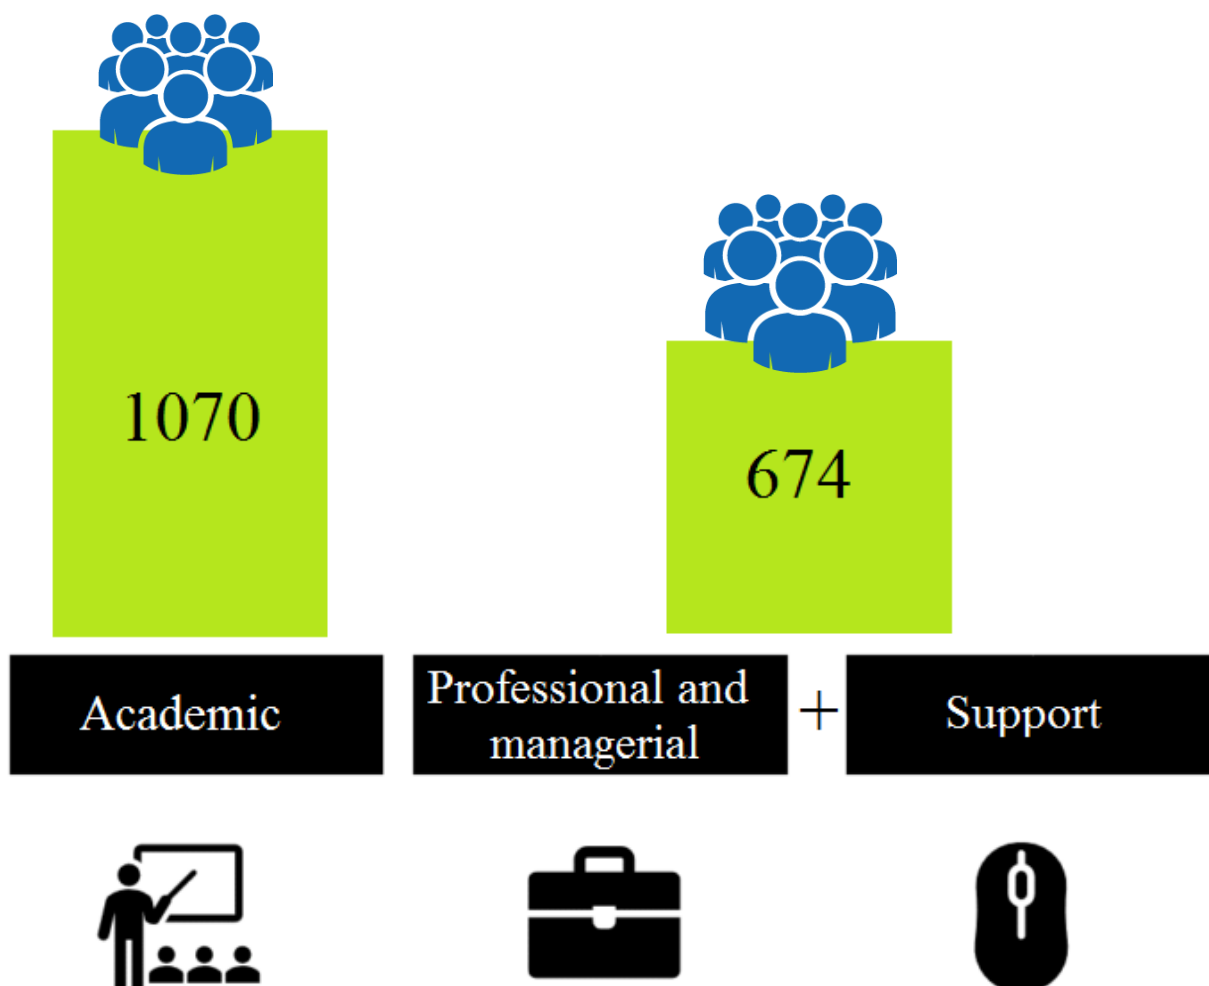 1070
674
Academic
Professional and
managerial
+
Support